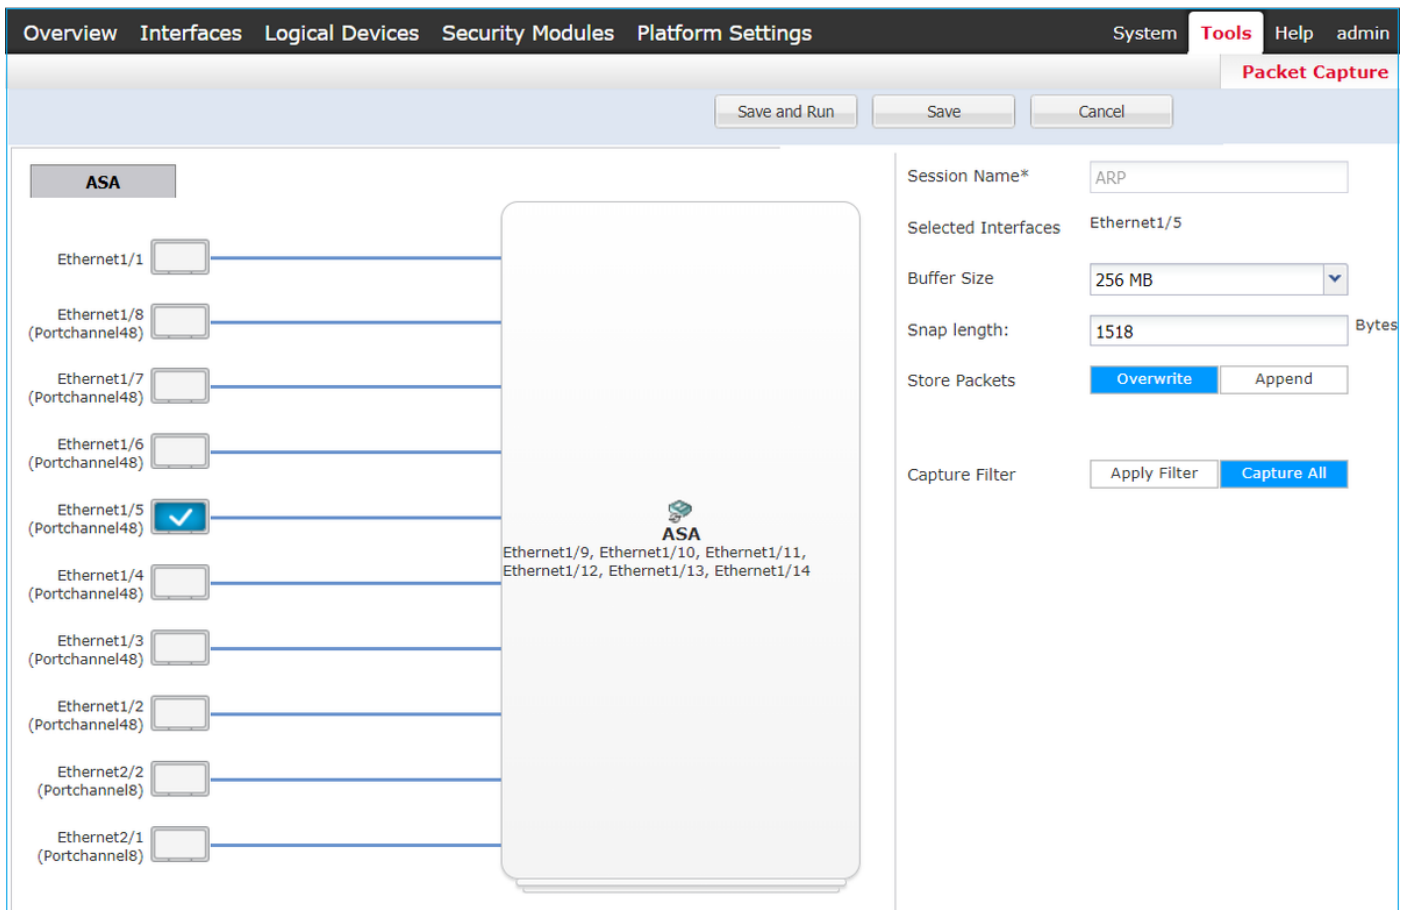 Overview Interfaces Logical Devices Security Modules Platform Settings System Tools Help admin
Packet Capture
Save and Run Save Cancel
ASA
Ethernet1/1
Ethernet1/8
(Portchannel48)
Ethernet1/7
(Portchannel48)
Ethernet1/6
(Portchannel48)
Ethernet1/5
(Portchannel48)
Ethernet1/4
(Portchannel48)
Ethernet1/3
(Portchannel48)
Ethernet1/2
(Portchannel48)
Ethernet2/2
(Portchannel8)
Ethernet2/1
(Portchannel8)
ASA
Ethernet1/9, Ethernet1/10, Ethernet1/11,
Ethernet1/12, Ethernet1/13, Ethernet1/14
Session Name* ARP
Selected Interfaces Ethernet1/5
Buffer Size 256 MB
Snap length: 1518 Bytes
Store Packets Overwrite Append
Capture Filter Apply Filter Capture All